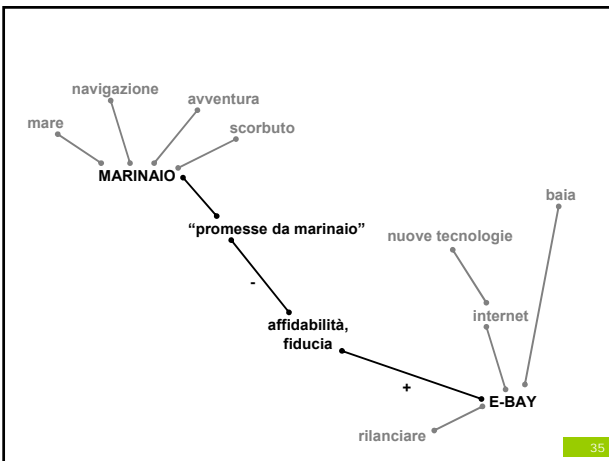 navigazione
avventura
mare
scorbuto
MARINAIO
baia
“promesse da marinaio”
nuove tecnologie
-
internet
affidabilità,
fiducia
+
E-BAY
rilanciare
35